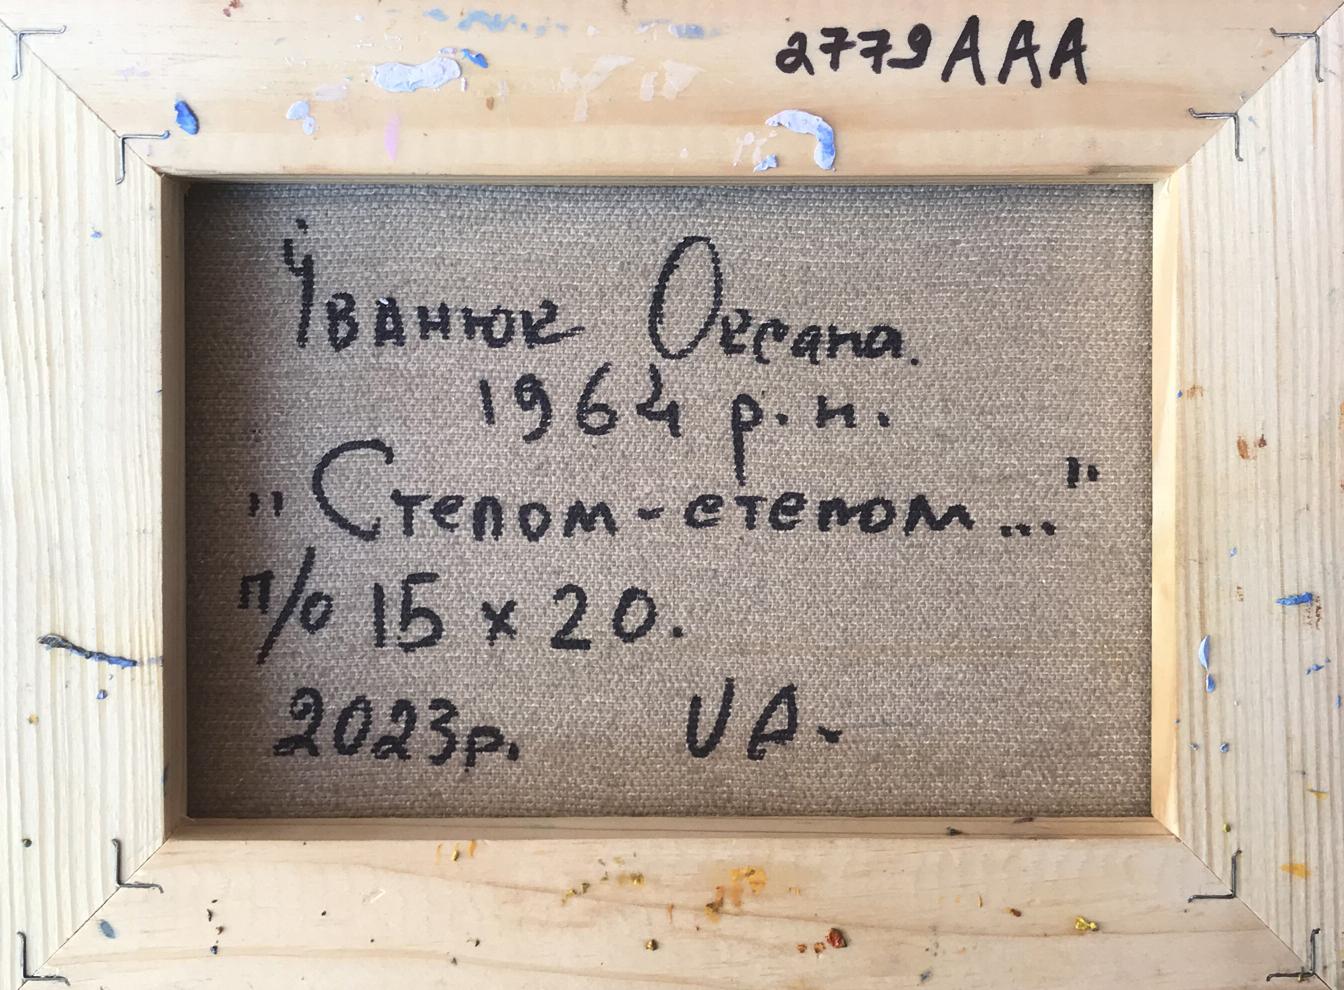 2779AAA
Іванюк Оксана.
1964 р.н.
"Степом-степом..."
п/о 15 x 20.
2023р. UA.